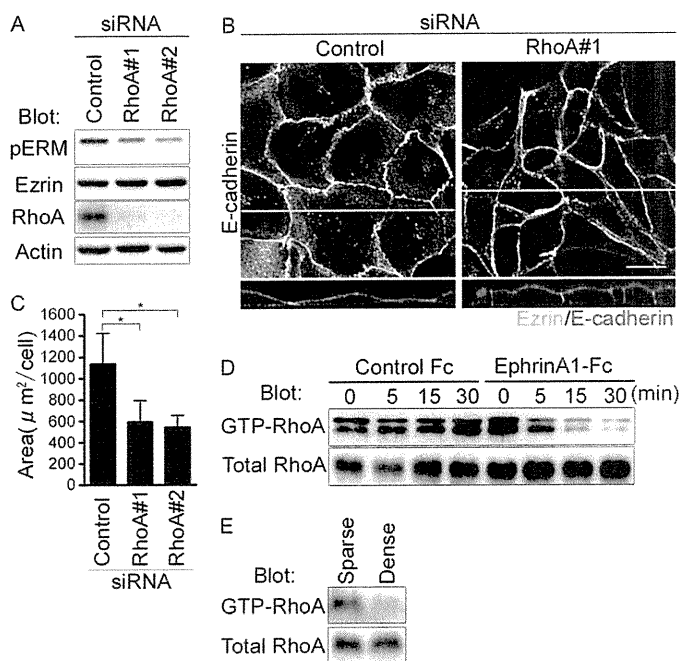 A
siRNA
Control
RhoA#1
RhoA#2
Blot:
pERM
Ezrin
RhoA
Actin
B
siRNA
Control
RhoA#1
E-cadherin
Ezrin/E-cadherin
C
1600
1400
1200
1000
800
600
400
200
0
Area(μm²/cell)
*
*
Control
RhoA#1
RhoA#2
siRNA
D
Control Fc
EphrinA1-Fc
Blot:
0 5 15 30 0 5 15 30 (min)
GTP-RhoA
Total RhoA
E
Sparse
Dense
Blot:
GTP-RhoA
Total RhoA